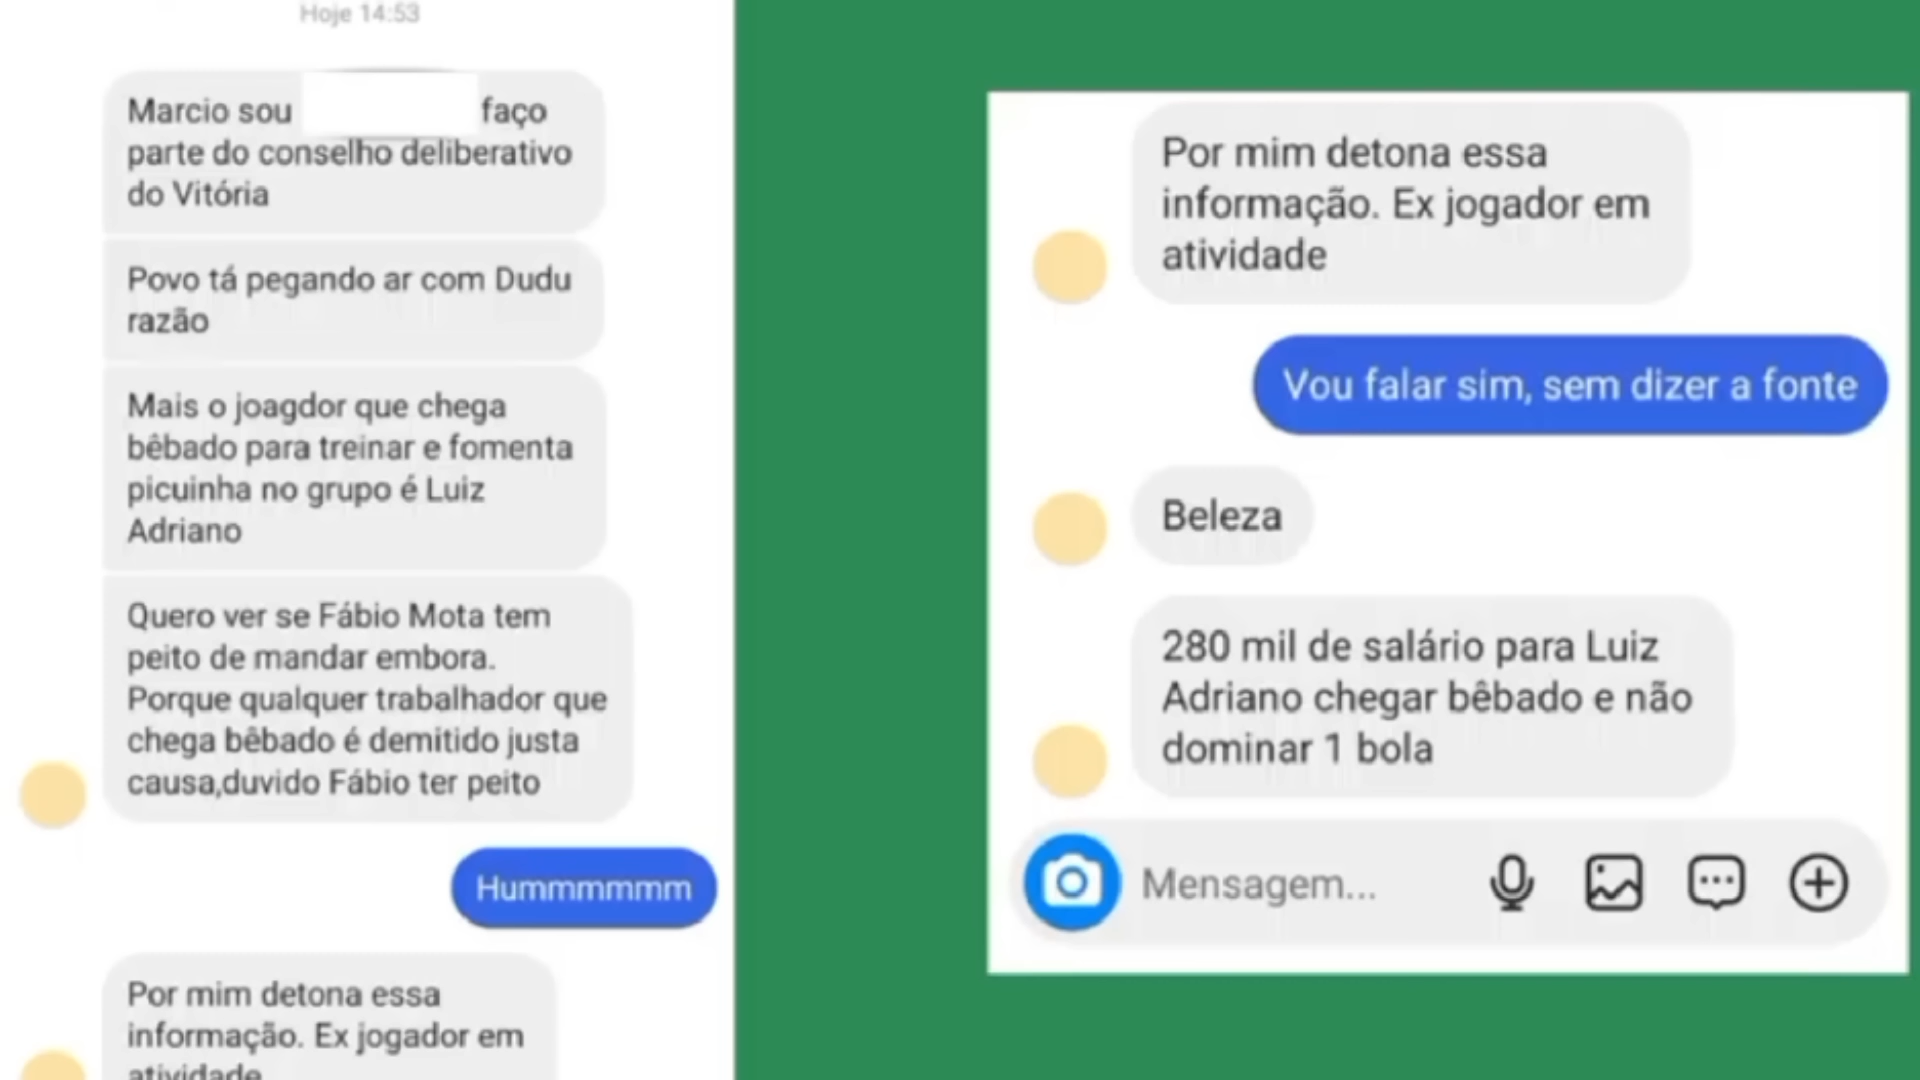 Hoje 14:53
Marcio sou faço
parte do conselho deliberativo
do Vitória
Povo tá pegando ar com Dudu
razão
Mais o joagdor que chega
bêbado para treinar e fomenta
picuinha no grupo é Luiz
Adriano
Quero ver se Fábio Mota tem
peito de mandar embora.
Porque qualquer trabalhador que
chega bêbado é demitido justa
causa,duvido Fábio ter peito
Hummmmmm
Por mim detona essa
informação. Ex jogador em
atividade
Por mim detona essa
informação. Ex jogador em
atividade
Vou falar sim, sem dizer a fonte
Beleza
280 mil de salário para Luiz
Adriano chegar bêbado e não
dominar 1 bola
Mensagem...